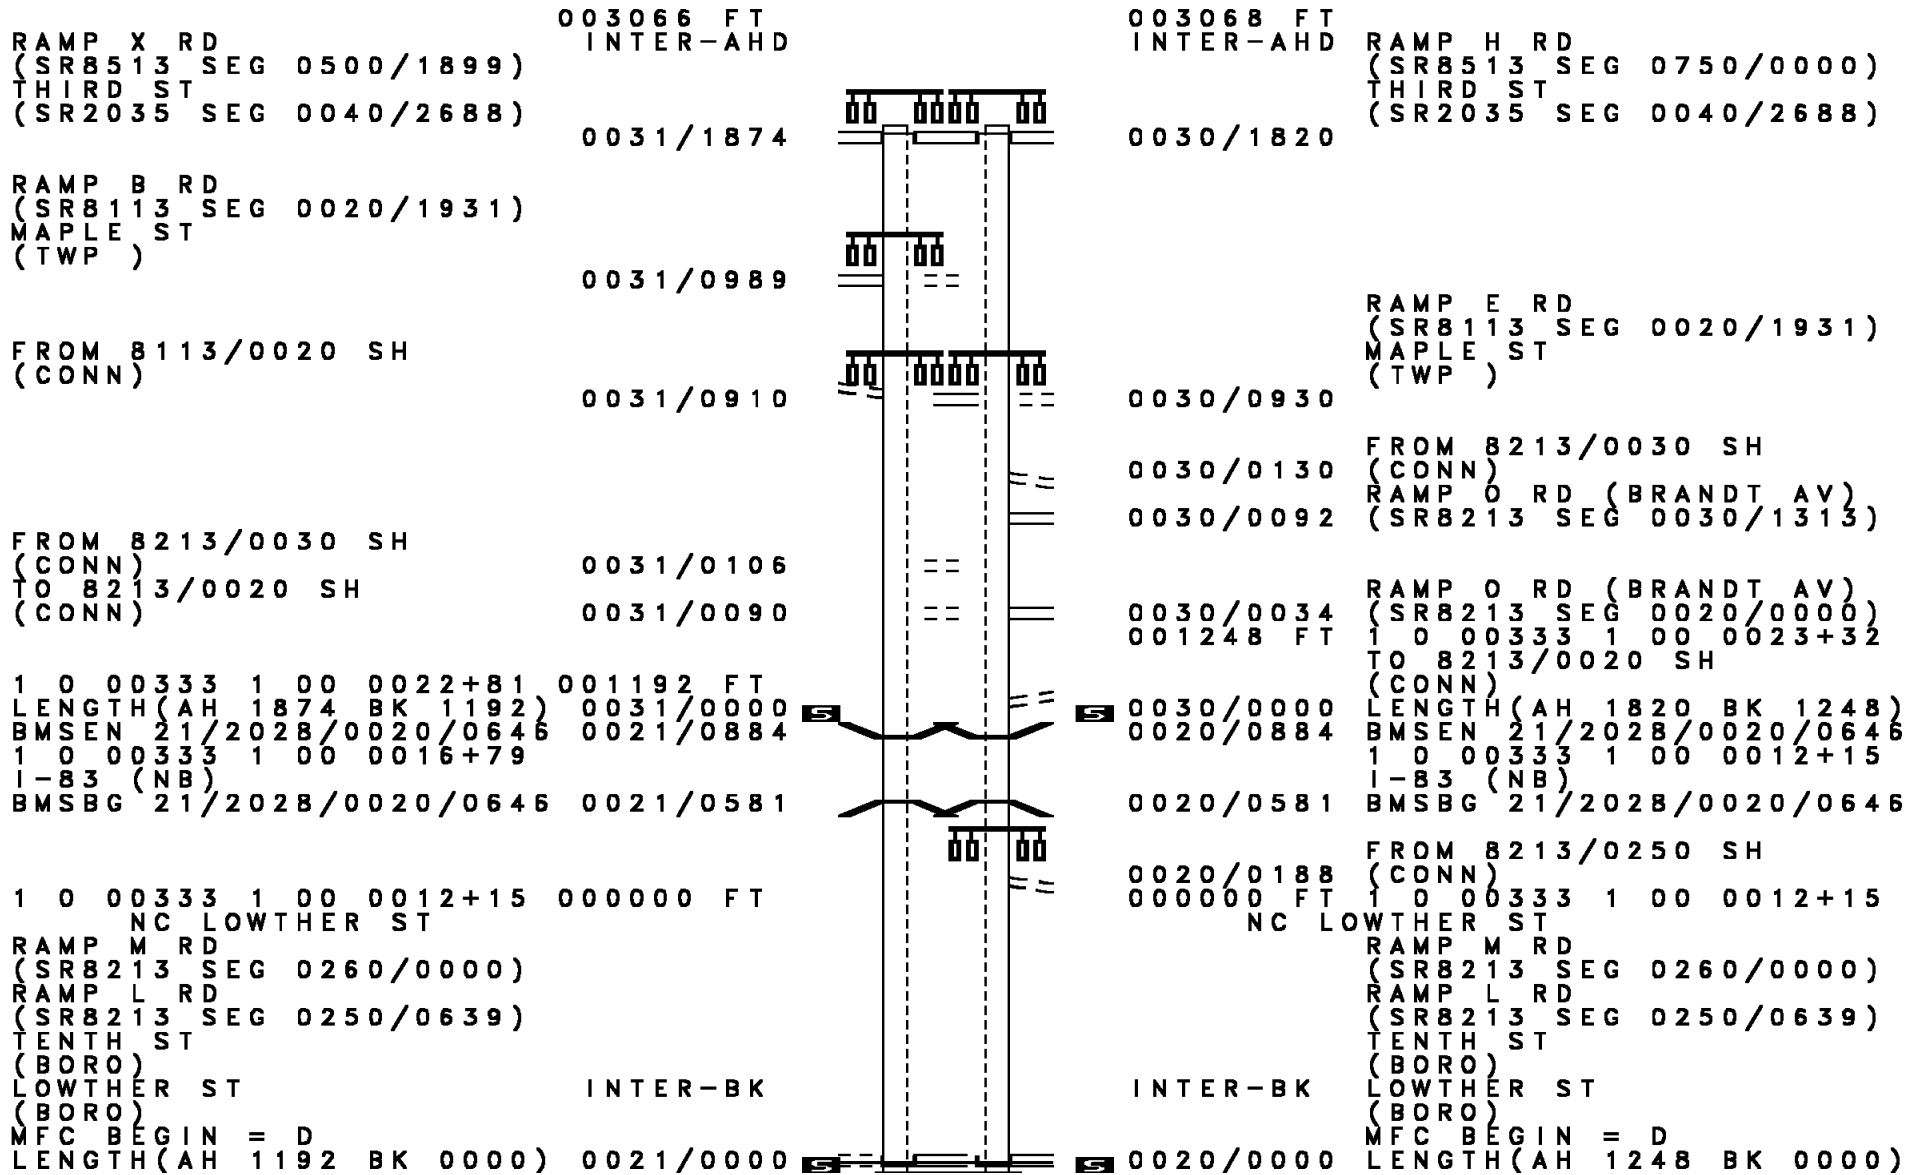 003066 FT
003068 FT
RAMP X RD
INTER-AHD
INTER-AHD
RAMP H RD
(SR8513 SEG 0500/1899)
(SR8513 SEG 0750/0000)
THIRD ST
THIRD ST
(SR2035 SEG 0040/2688)
(SR2035 SEG 0040/2688)
0031/1874
0030/1820
RAMP B RD
(SR8113 SEG 0020/1931)
MAPLE ST
(TWP )
0031/0989
RAMP E RD
(SR8113 SEG 0020/1931)
FROM 8113/0020 SH
MAPLE ST
(CONN)
(TWP )
0031/0910
0030/0930
FROM 8213/0030 SH
0030/0130
(CONN)
RAMP O RD (BRANDT AV)
0030/0092
(SR8213 SEG 0030/1313)
FROM 8213/0030 SH
(CONN)
0031/0106
TO 8213/0020 SH
RAMP O RD (BRANDT AV)
(CONN)
0031/0090
0030/0034
(SR8213 SEG 0020/0000)
001248 FT
1 0 00333 1 00 0023+32
TO 8213/0020 SH
1 0 00333 1 00 0022+81
001192 FT
(CONN)
LENGTH(AH 1874 BK 1192)
0031/0000
S
S
0030/0000
LENGTH(AH 1820 BK 1248)
BMSEN 21/2028/0020/0646
0021/0884
0020/0884
BMSEN 21/2028/0020/0646
1 0 00333 1 00 0016+79
1 0 00333 1 00 0012+15
I-83 (NB)
I-83 (NB)
BMSBG 21/2028/0020/0646
0021/0581
0020/0581
BMSBG 21/2028/0020/0646
FROM 8213/0250 SH
0020/0188
(CONN)
1 0 00333 1 00 0012+15
000000 FT
000000 FT
1 0 00333 1 00 0012+15
NC LOWTHER ST
NC LOWTHER ST
RAMP M RD
RAMP M RD
(SR8213 SEG 0260/0000)
(SR8213 SEG 0260/0000)
RAMP L RD
RAMP L RD
(SR8213 SEG 0250/0639)
(SR8213 SEG 0250/0639)
TENTH ST
TENTH ST
(BORO)
(BORO)
LOWTHER ST
INTER-BK
INTER-BK
LOWTHER ST
(BORO)
(BORO)
MFC BEGIN = D
MFC BEGIN = D
LENGTH(AH 1192 BK 0000)
0021/0000
S
S
0020/0000
LENGTH(AH 1248 BK 0000)